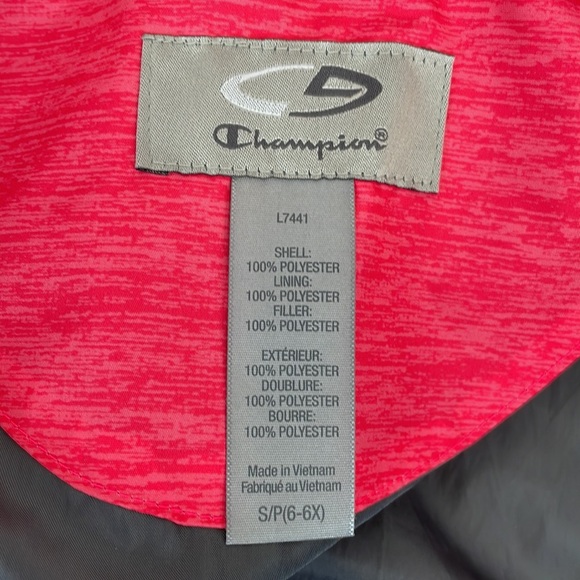 Champion®
L7441
SHELL:
100% POLYESTER
LINING:
100% POLYESTER
FILLER:
100% POLYESTER
EXTÉRIEUR:
100% POLYESTER
DOUBLURE:
100% POLYESTER
BOURRE:
100% POLYESTER
Made in Vietnam
Fabriqué au Vietnam
S/P(6-6X)